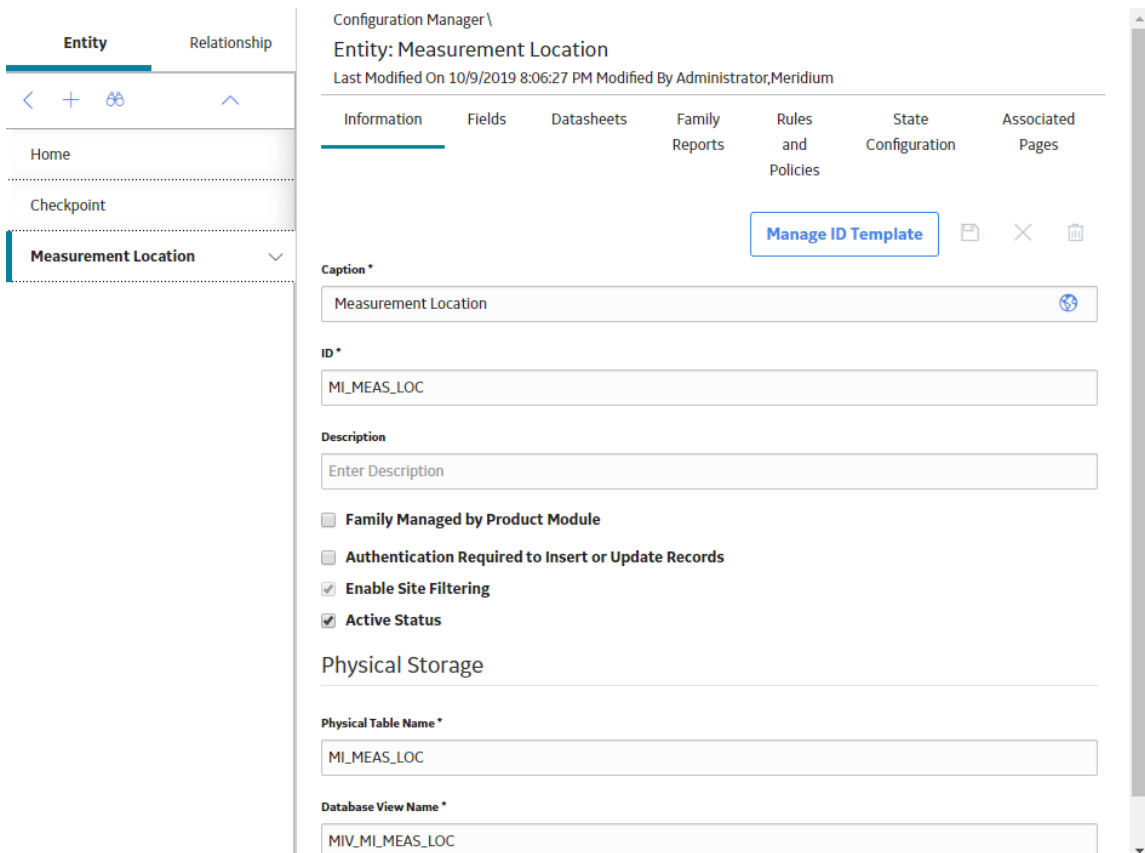 Entity Relationship
Home
Checkpoint
Measurement Location
Configuration Manager\
Entity: Measurement Location
Last Modified On 10/9/2019 8:06:27 PM Modified By Administrator,Meridium
Information Fields Datasheets Family Reports Rules and Policies State Configuration Associated Pages
Manage ID Template
Caption *
Measurement Location
ID *
MI_MEAS_LOC
Description
Enter Description
Family Managed by Product Module
Authentication Required to Insert or Update Records
Enable Site Filtering
Active Status
Physical Storage
Physical Table Name *
MI_MEAS_LOC
Database View Name *
MIV_MI_MEAS_LOC